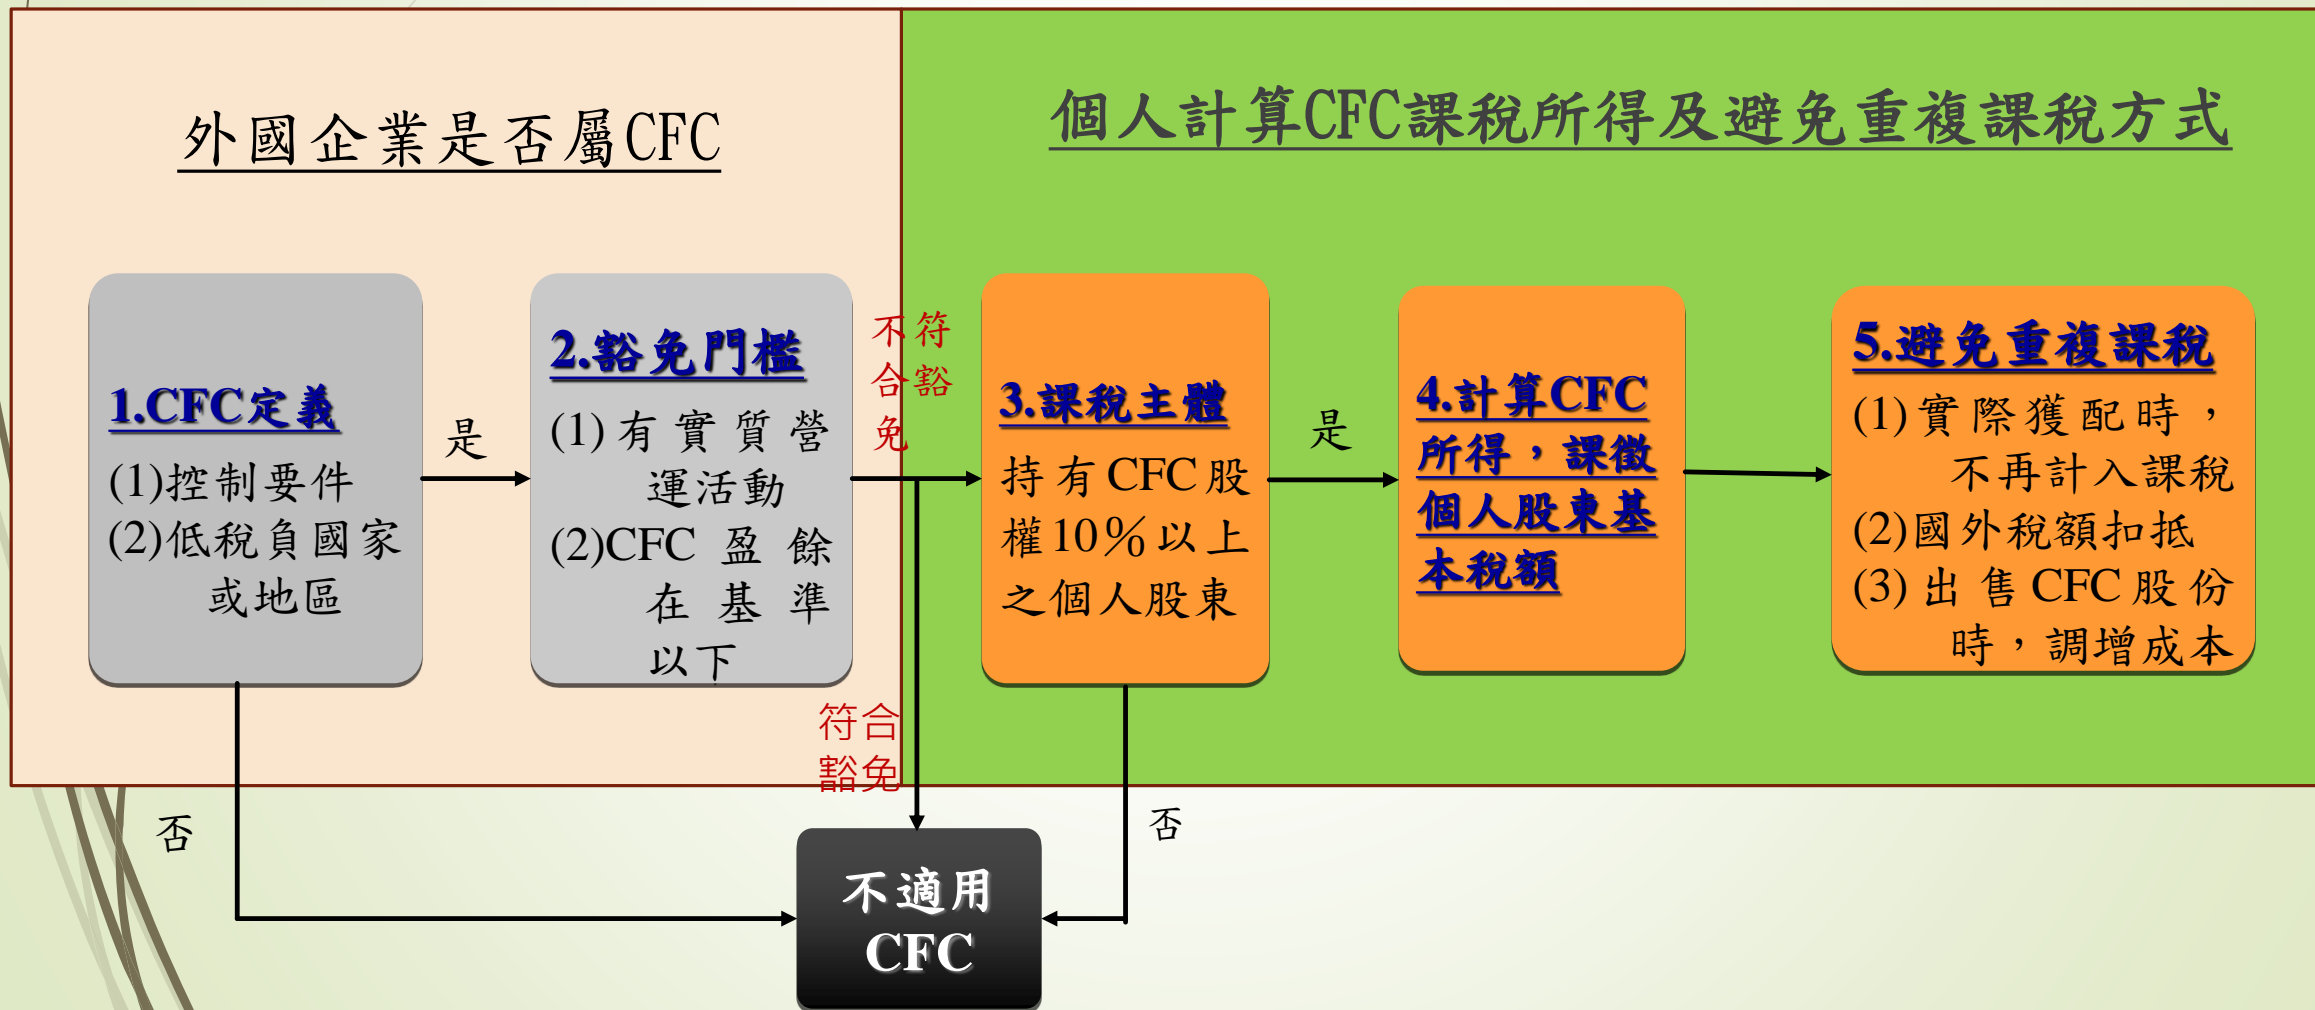 外國企業是否屬CFC
個人計算CFC課稅所得及避免重複課稅方式
1.CFC定義
(1)控制要件
(2)低稅負國家
或地區
是
2.豁免門檻
(1)有實質營
運活動
(2)CFC盈餘
在基準
以下
不符
合豁
免
符合
豁免
3.課稅主體
持有CFC股
權10%以上
之個人股東
是
4.計算CFC
所得，課徵
個人股東基
本稅額
5.避免重複課稅
(1)實際獲配時，
不再計入課稅
(2)國外稅額扣抵
(3)出售CFC股份
時，調增成本
否
否
不適用
CFC